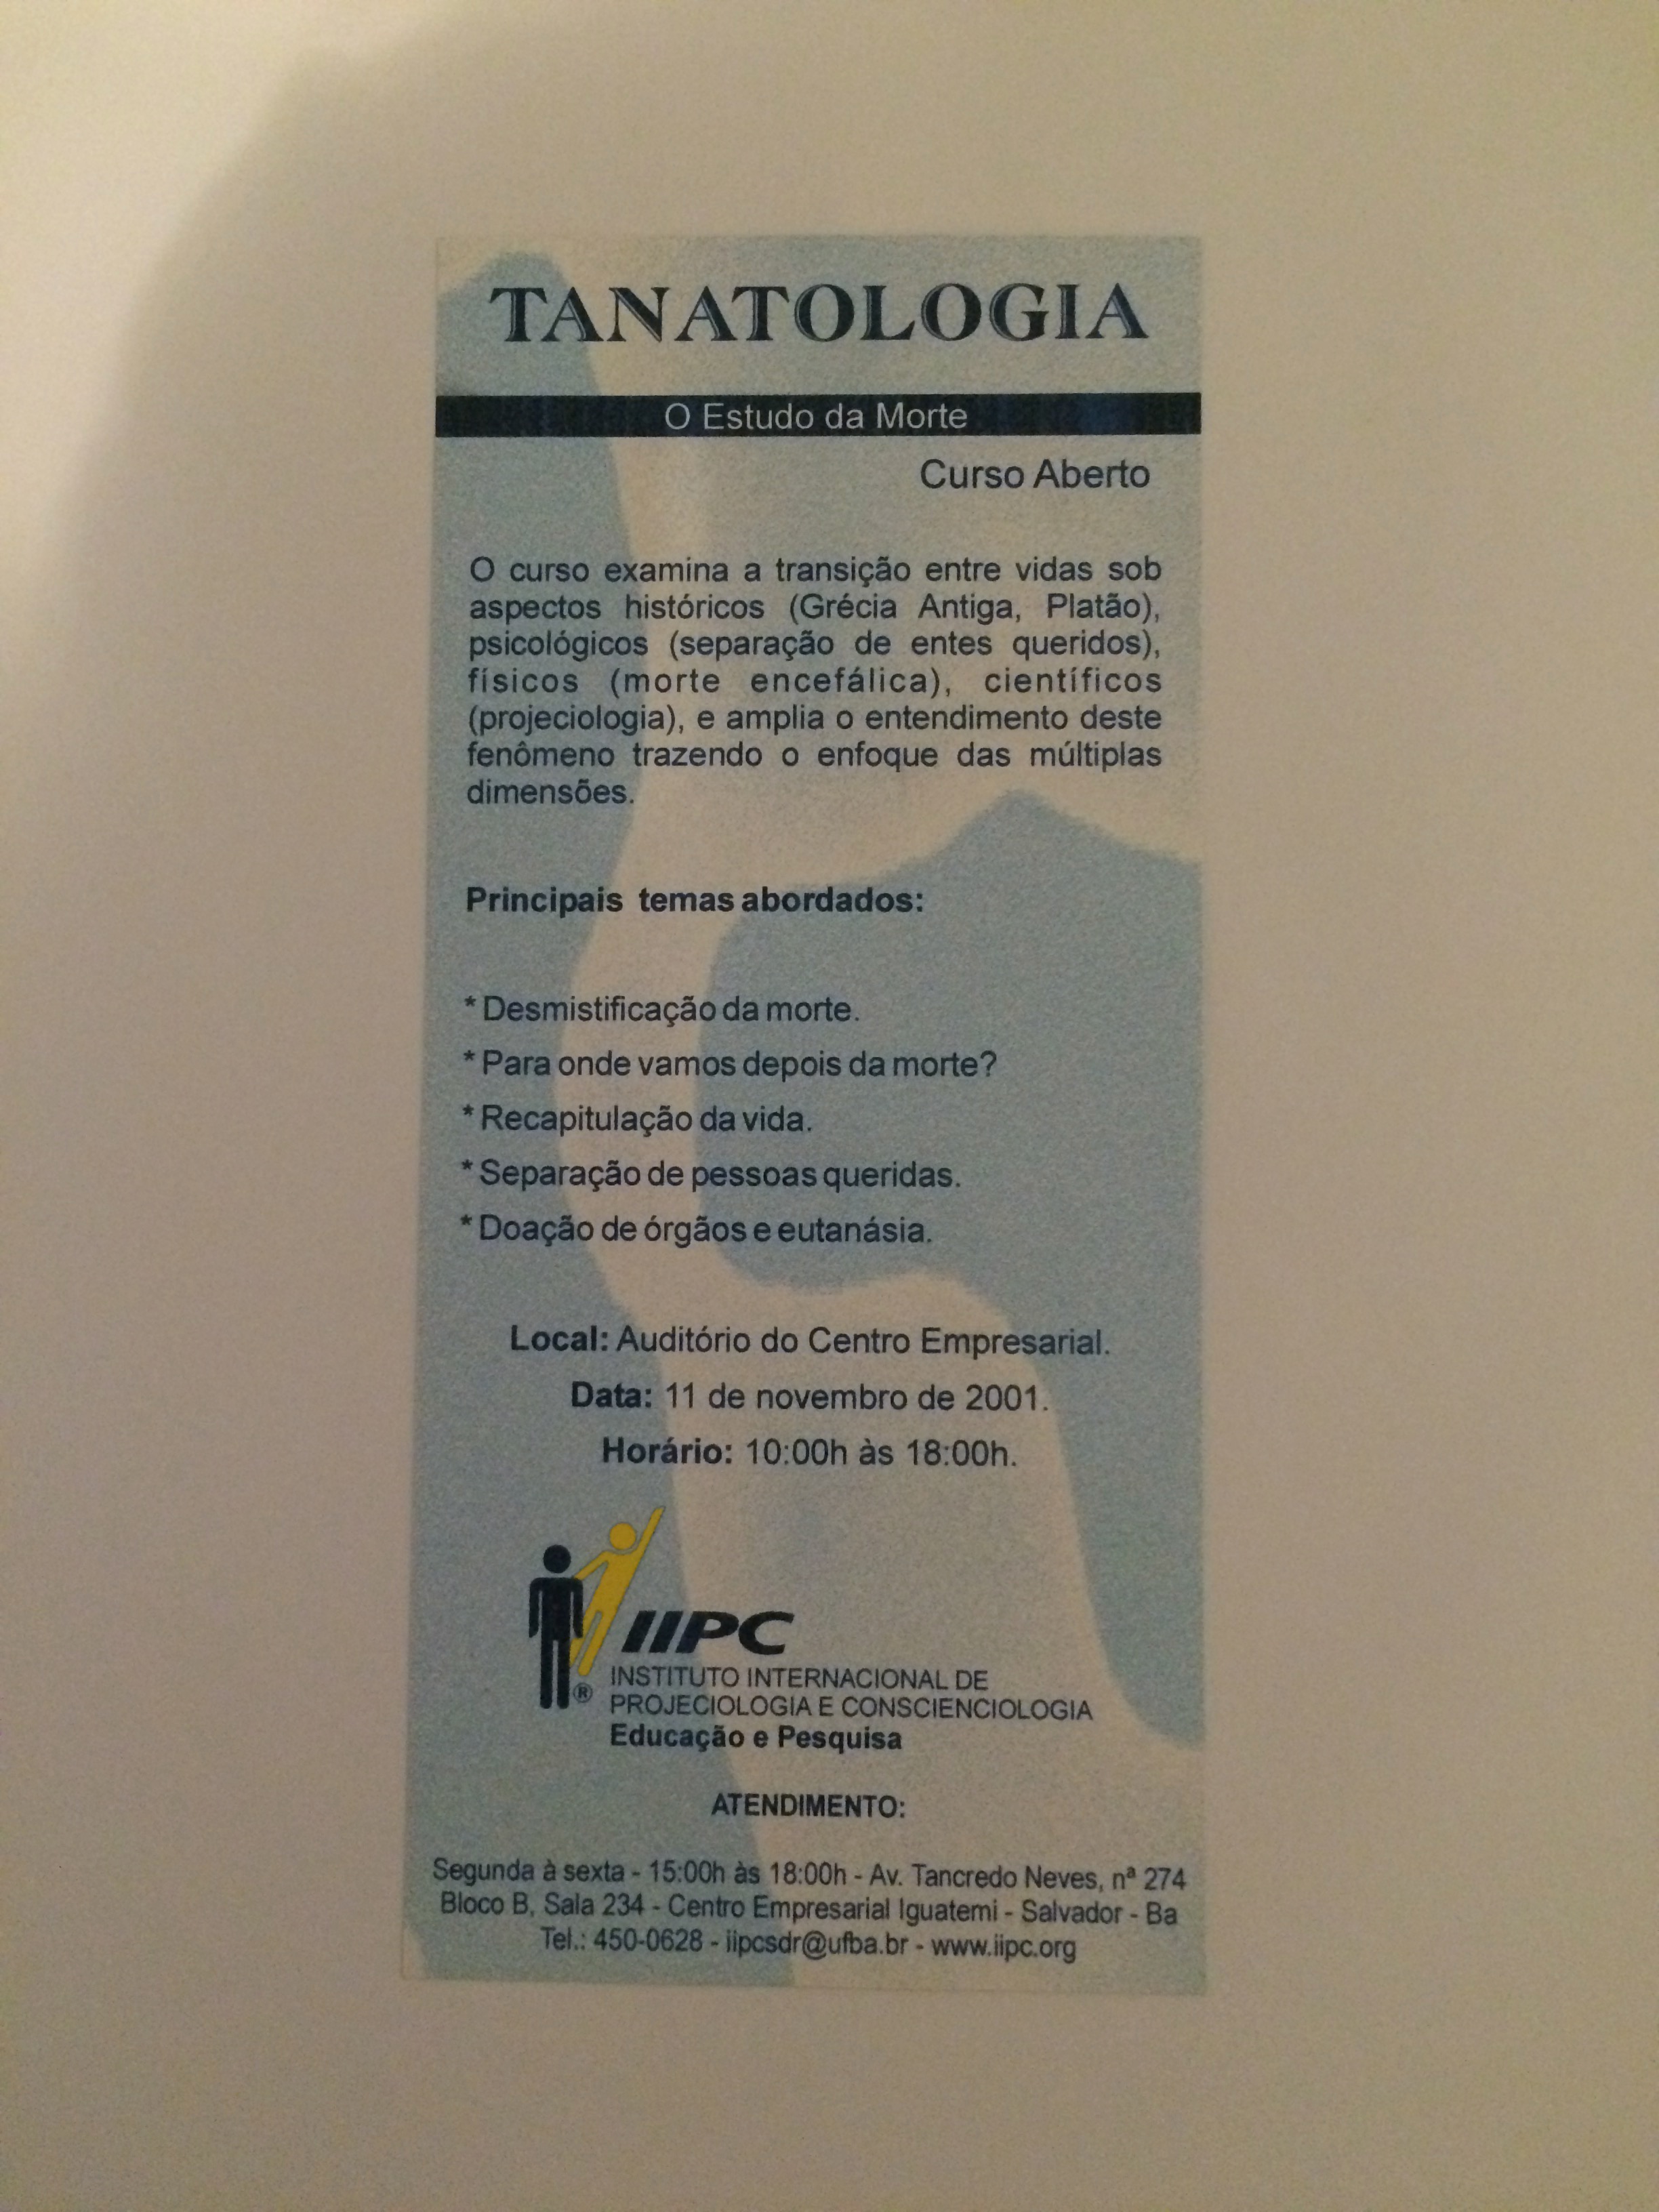 TANATOLOGIA
O Estudo da Morte
Curso Aberto
O curso examina a transição entre vidas sob
aspectos históricos (Grécia Antiga, Platão),
psicológicos (separação de entes queridos),
físicos (morte encefálica), científicos
(projeciologia), e amplia o entendimento deste
fenômeno trazendo o enfoque das múltiplas
dimensões.
Principais temas abordados:
* Desmistificação da morte.
* Para onde vamos depois da morte?
* Recapitulação da vida.
* Separação de pessoas queridas.
* Doação de órgãos e eutanásia.
Local: Auditório do Centro Empresarial.
Data: 11 de novembro de 2001.
Horário: 10:00h às 18:00h.
IIPC
® INSTITUTO INTERNACIONAL DE
PROJECIOLOGIA E CONSCIENCIOLOGIA
Educação e Pesquisa
ATENDIMENTO:
Segunda à sexta - 15:00h às 18:00h - Av. Tancredo Neves, nª 274
Bloco B, Sala 234 - Centro Empresarial Iguatemi - Salvador - Ba
Tel.: 450-0628 - iipcsdr@ufba.br - www.iipc.org